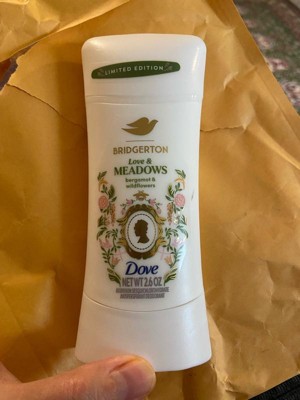 LIMITED EDITION
BRIDGERTON
Love &
MEADOWS
bergamot &
wildflowers
Dove
NET WT 2.6 OZ